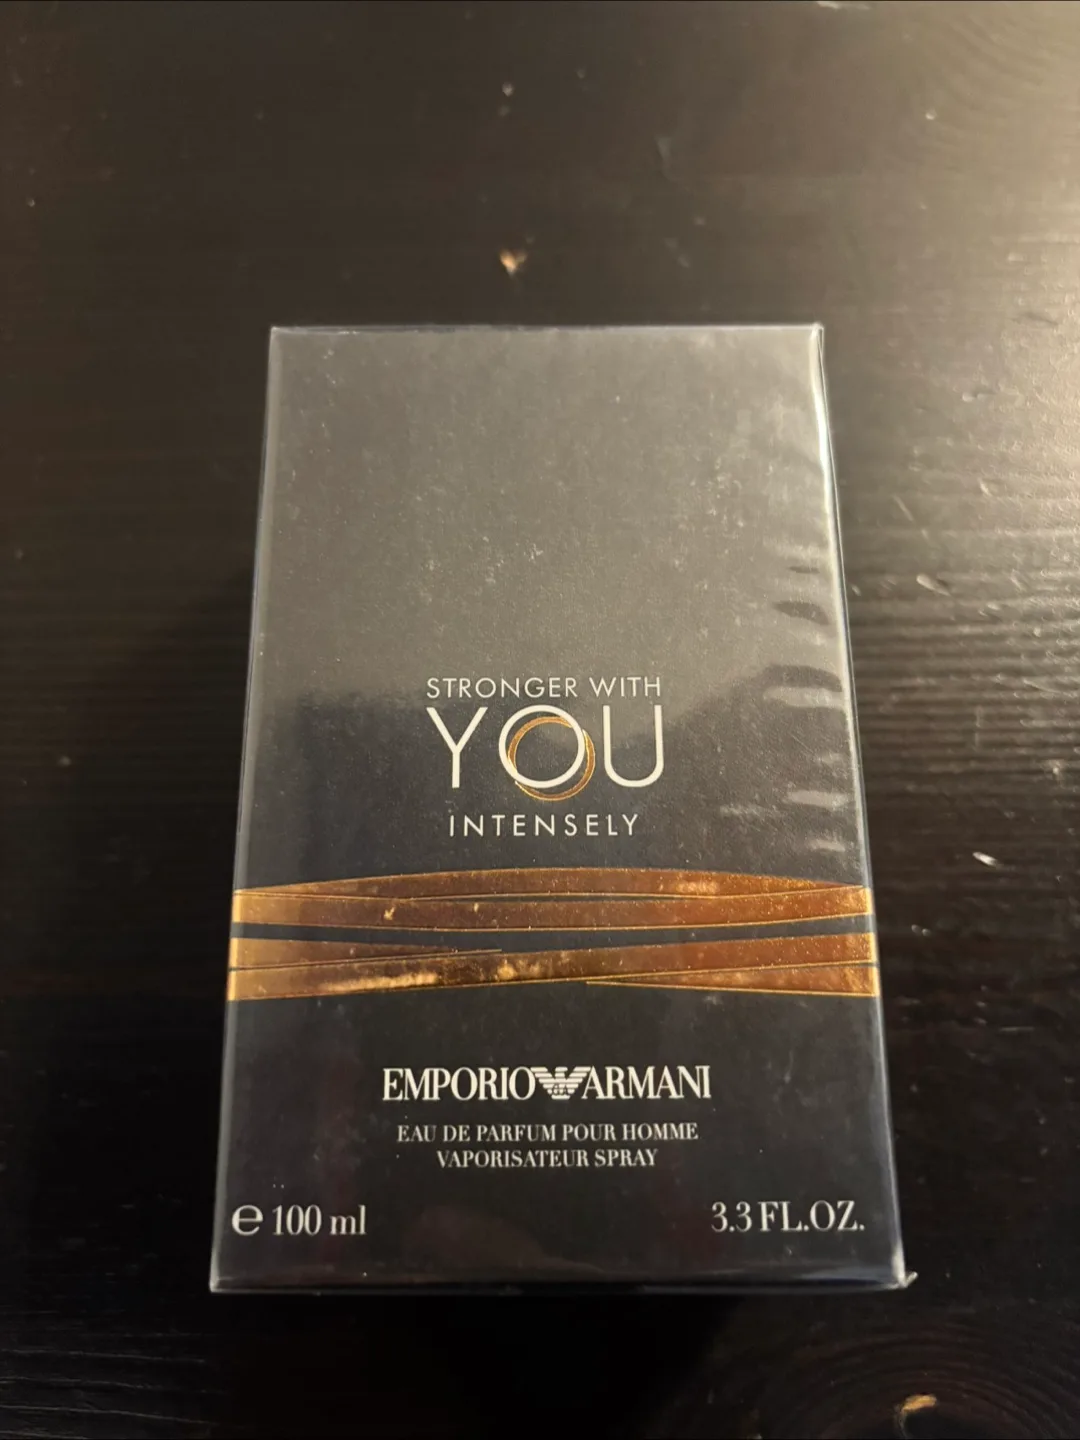 STRONGER WITH
YOU
INTENSELY
EMPORIO ARMANI
EAU DE PARFUM POUR HOMME
VAPORISATEUR SPRAY
℮ 100 ml 3.3 FL.OZ.